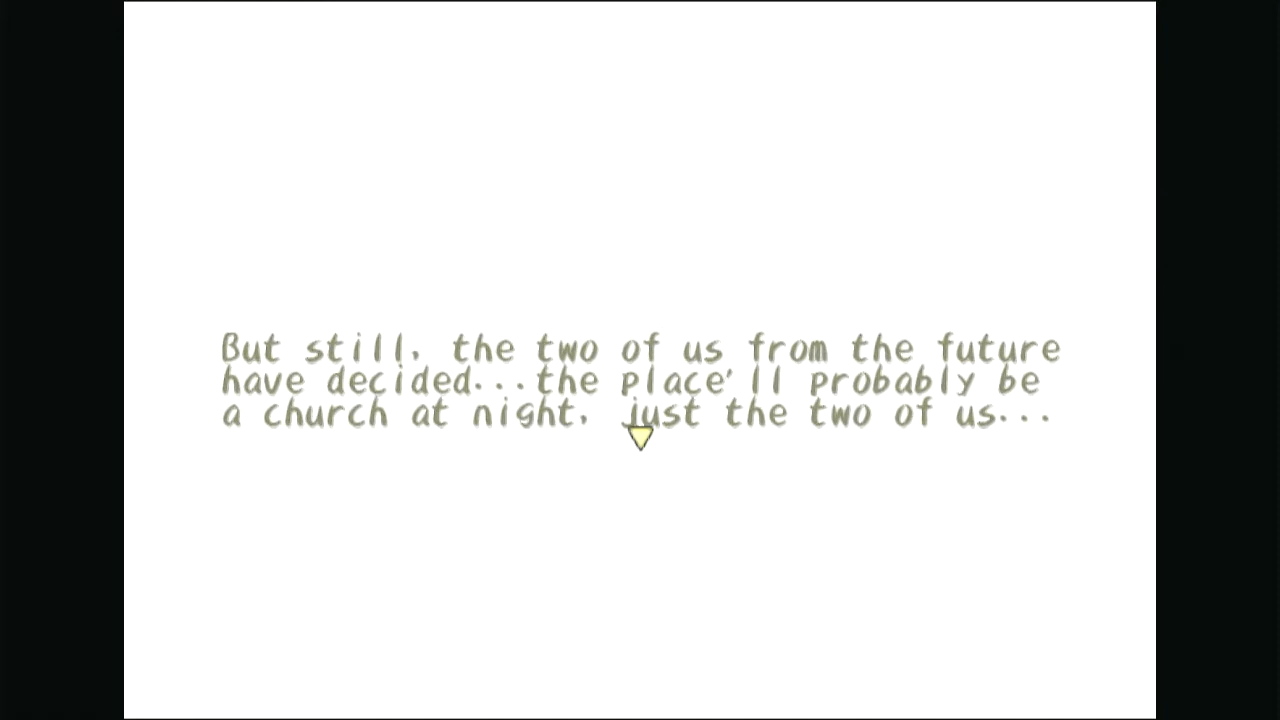 But still, the two of us from the future
have decided...the place'll probably be
a church at night, just the two of us...